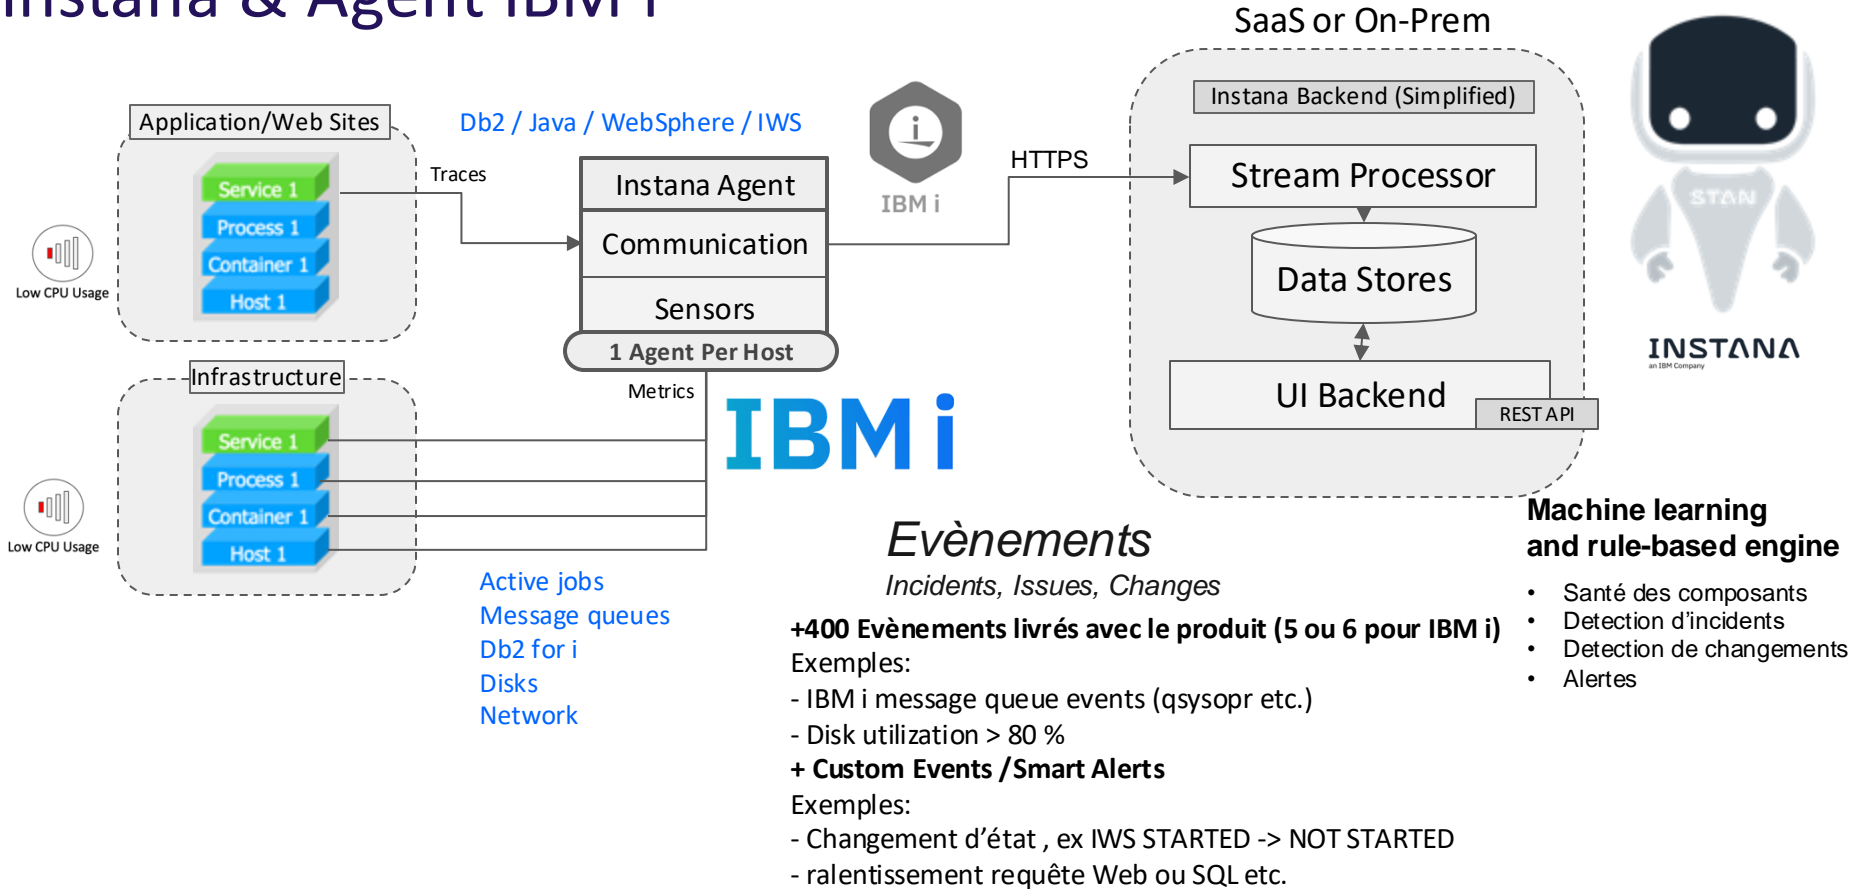 Instana & Agent IBM i
SaaS or On-Prem
Instana Backend (Simplified)
Application/Web Sites
Db2 / Java / WebSphere / IWS
Service 1
Process 1
Container 1
Host 1
Low CPU Usage
Traces
Instana Agent
Communication
Sensors
1 Agent Per Host
i
IBM i
HTTPS
Stream Processor
Data Stores
UI Backend
REST API
STAN
INSTANA
an IBM Company
Infrastructure
Service 1
Process 1
Container 1
Host 1
Low CPU Usage
Metrics
IBM i
Active jobs
Message queues
Db2 for i
Disks
Network
Evènements
Incidents, Issues, Changes
+400 Evènements livrés avec le produit (5 ou 6 pour IBM i)
Exemples:
- IBM i message queue events (qsysopr etc.)
- Disk utilization > 80 %
+ Custom Events /Smart Alerts
Exemples:
- Changement d’état , ex IWS STARTED -> NOT STARTED
- ralentissement requête Web ou SQL etc.
Machine learning
and rule-based engine
• Santé des composants
• Detection d’incidents
• Detection de changements
• Alertes